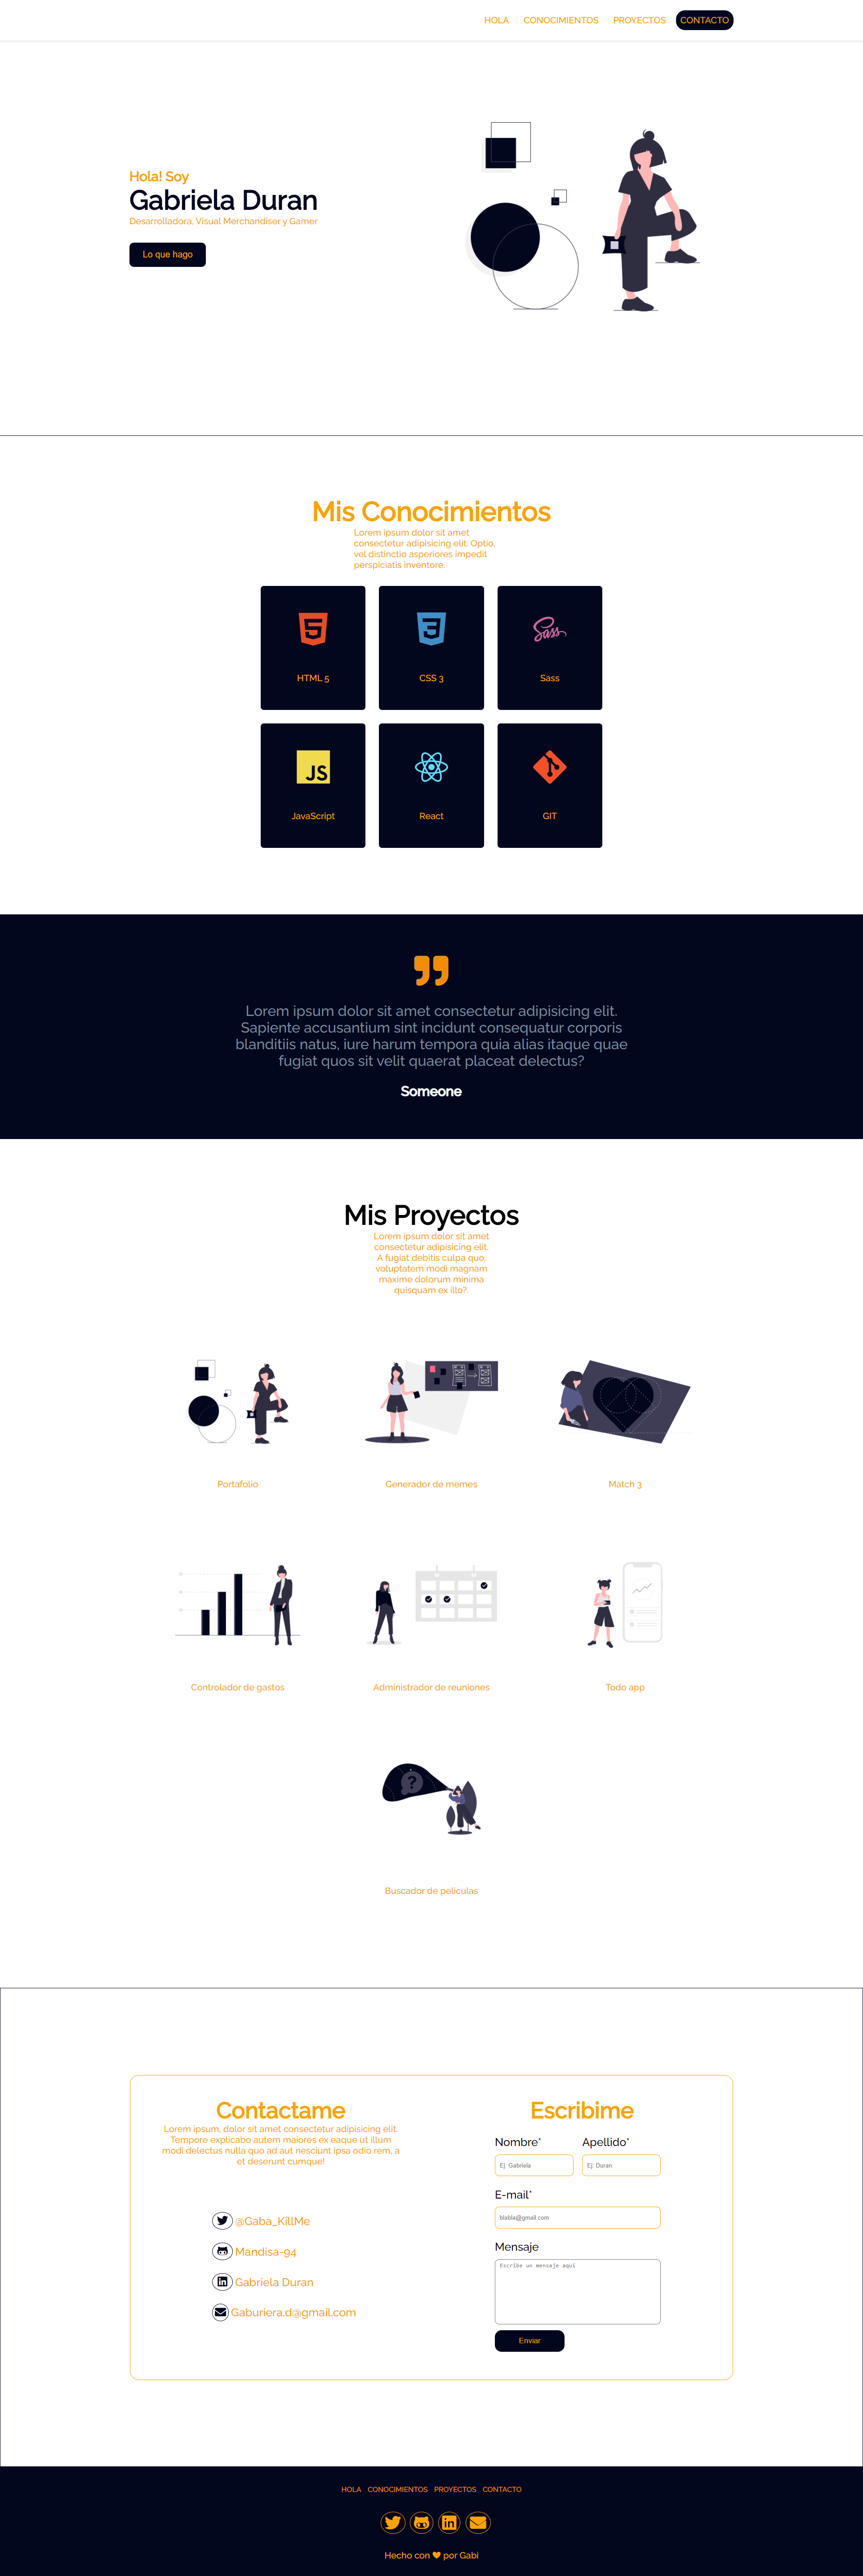 HOLA CONOCIMIENTOS PROYECTOS CONTACTO
Hola! Soy
Gabriela Duran
Desarrolladora, Visual Merchandiser y Gamer
Lo que hago
Mis Conocimientos
Lorem ipsum dolor sit amet
consectetur adipisicing elit. Optio,
vel distinctio asperiores impedit
perspiciatis inventore.
HTML 5
CSS 3
Sass
Sass
JS
JavaScript
React
GIT
Lorem ipsum dolor sit amet consectetur adipisicing elit.
Sapiente accusantium sint incidunt consequatur corporis
blanditiis natus, iure harum tempora quia alias itaque quae
fugiat quos sit velit quaerat placeat delectus?
Someone
Mis Proyectos
Lorem ipsum dolor sit amet
consectetur adipisicing elit.
A fugiat debitis culpa quo,
voluptatem modi magnam
maxime dolorum minima
quisquam ex illo?.
Portafolio
Generador de memes
Match 3
Controlador de gastos
Administrador de reuniones
Todo app
?
Buscador de peliculas
Contactame
Lorem ipsum, dolor sit amet consectetur adipisicing elit.
Tempore explicabo autem maiores ex eaque ut illum
modi delectus nulla quo ad aut nesciunt ipsa odio rem, a
et deserunt cumque!
@Gaba_KillMe
Mandisa-94
Gabriela Duran
Gaburiera.d@gmail.com
Escribime
Nombre* Apellido*
Ej: Gabriela Ej: Duran
E-mail*
blabla@gmail.com
Mensaje
Escribe un mensaje aquí
Enviar
HOLA CONOCIMIENTOS PROYECTOS CONTACTO
Hecho con ❤ por Gabi